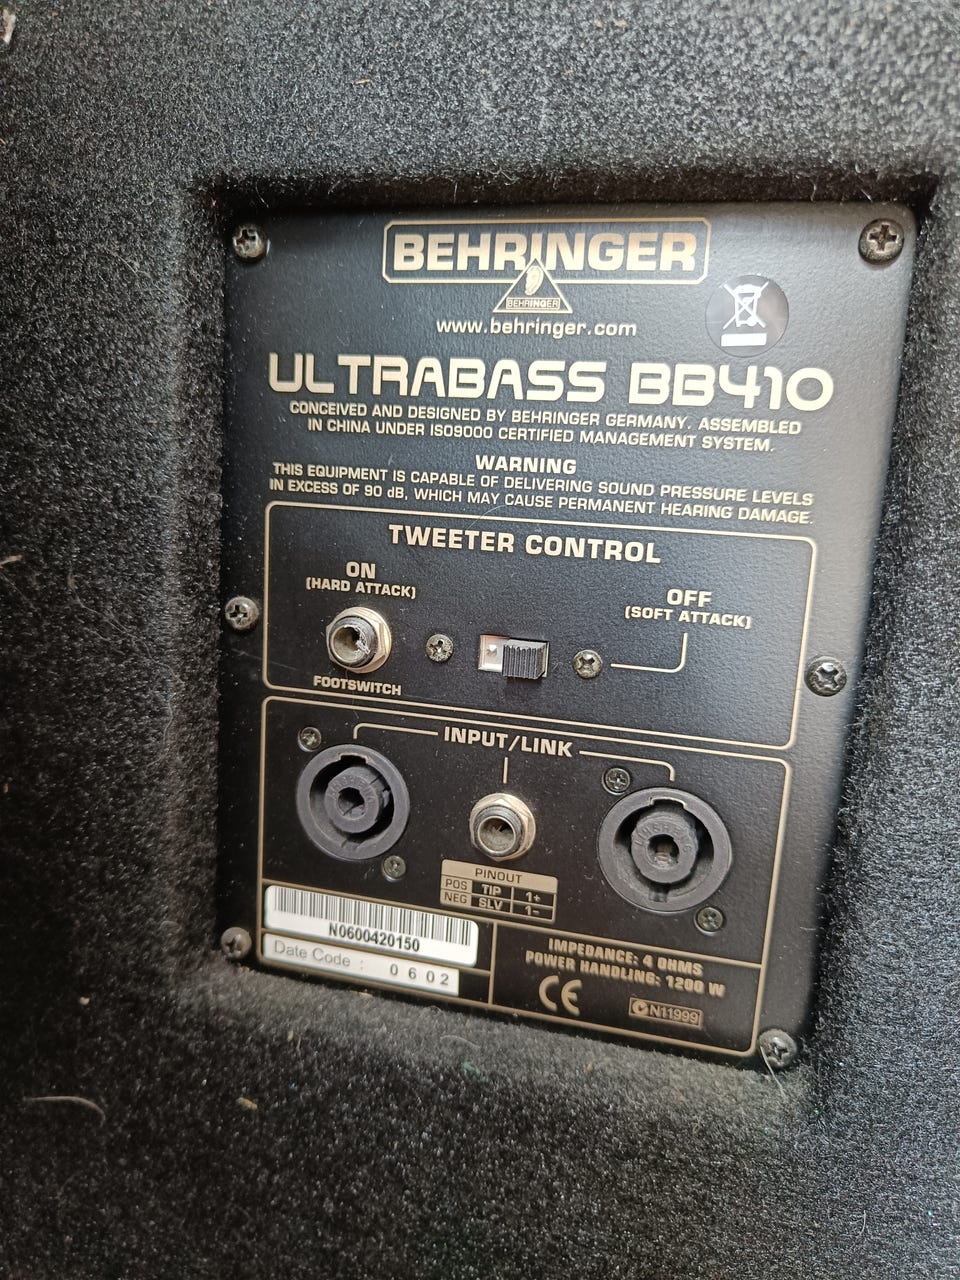 BEHRINGER
BEHRINGER
www.behringer.com
ULTRABASS BB410
CONCEIVED AND DESIGNED BY BEHRINGER GERMANY. ASSEMBLED
IN CHINA UNDER ISO9000 CERTIFIED MANAGEMENT SYSTEM.
WARNING
THIS EQUIPMENT IS CAPABLE OF DELIVERING SOUND PRESSURE LEVELS
IN EXCESS OF 90 dB, WHICH MAY CAUSE PERMANENT HEARING DAMAGE.
TWEETER CONTROL
ON
(HARD ATTACK)
OFF
(SOFT ATTACK)
FOOTSWITCH
INPUT/LINK
PINOUT
POS TIP 1+
NEG SLV 1-
N0600420150
Date Code : 0602
IMPEDANCE: 4 OHMS
POWER HANDLING: 1200 W
CE
N11999